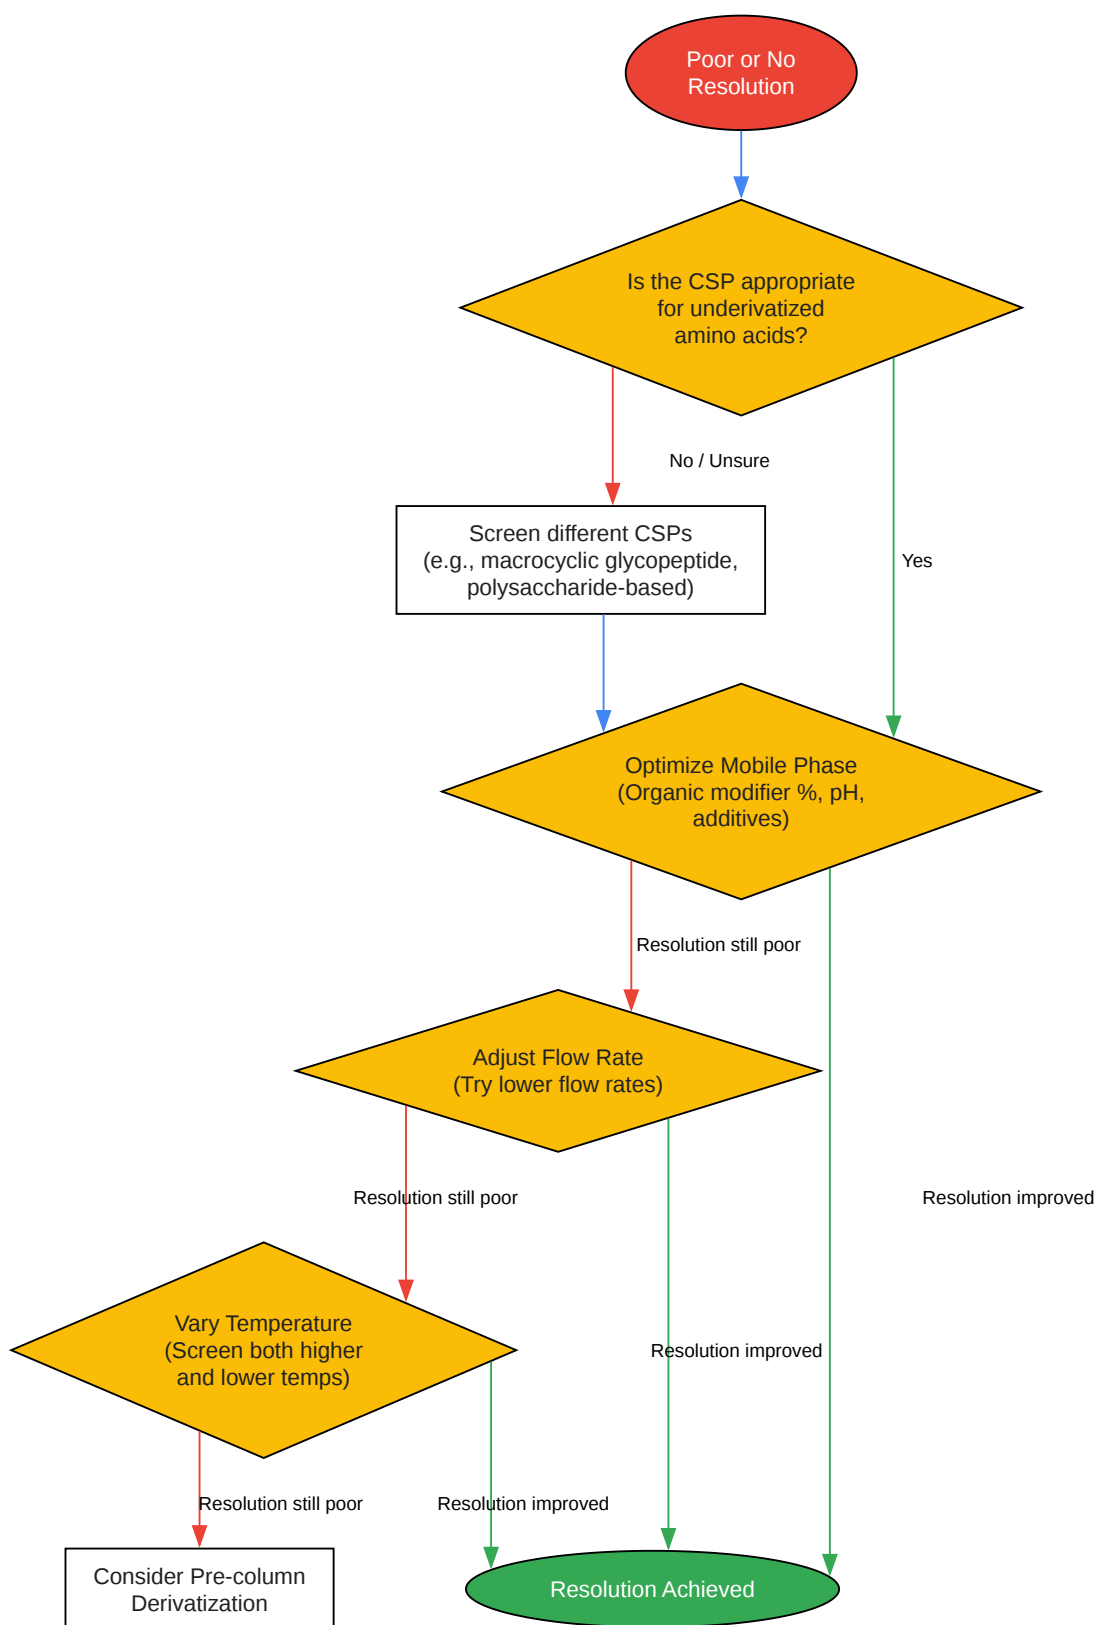 Poor or No
Resolution
Is the CSP appropriate
for underivatized
amino acids?
No / Unsure
Screen different CSPs
(e.g., macrocyclic glycopeptide,
polysaccharide-based)
Yes
Optimize Mobile Phase
(Organic modifier %, pH,
additives)
Resolution still poor
Adjust Flow Rate
(Try lower flow rates)
Resolution still poor
Resolution improved
Vary Temperature
(Screen both higher
and lower temps)
Resolution improved
Resolution still poor
Resolution improved
Consider Pre-column
Derivatization
Resolution Achieved